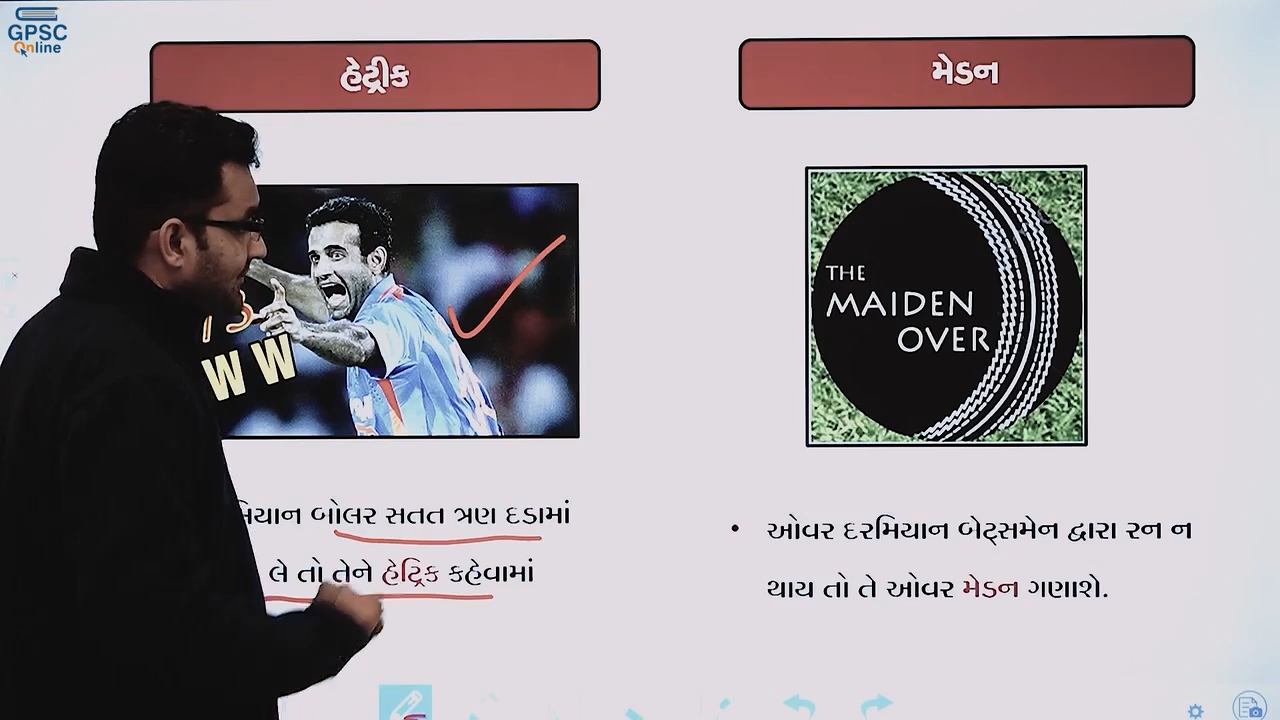 GPSC
Online
હેટ્રીક
મેડન
W W
THE
MAIDEN
OVER
બોલર સતત ત્રણ દડામાં
લે તો તેને હેટ્રિક કહેવામાં
• ઓવર દરમિયાન બેટ્સમેન દ્વારા રન ન
થાય તો તે ઓવર મેડન ગણાશે.